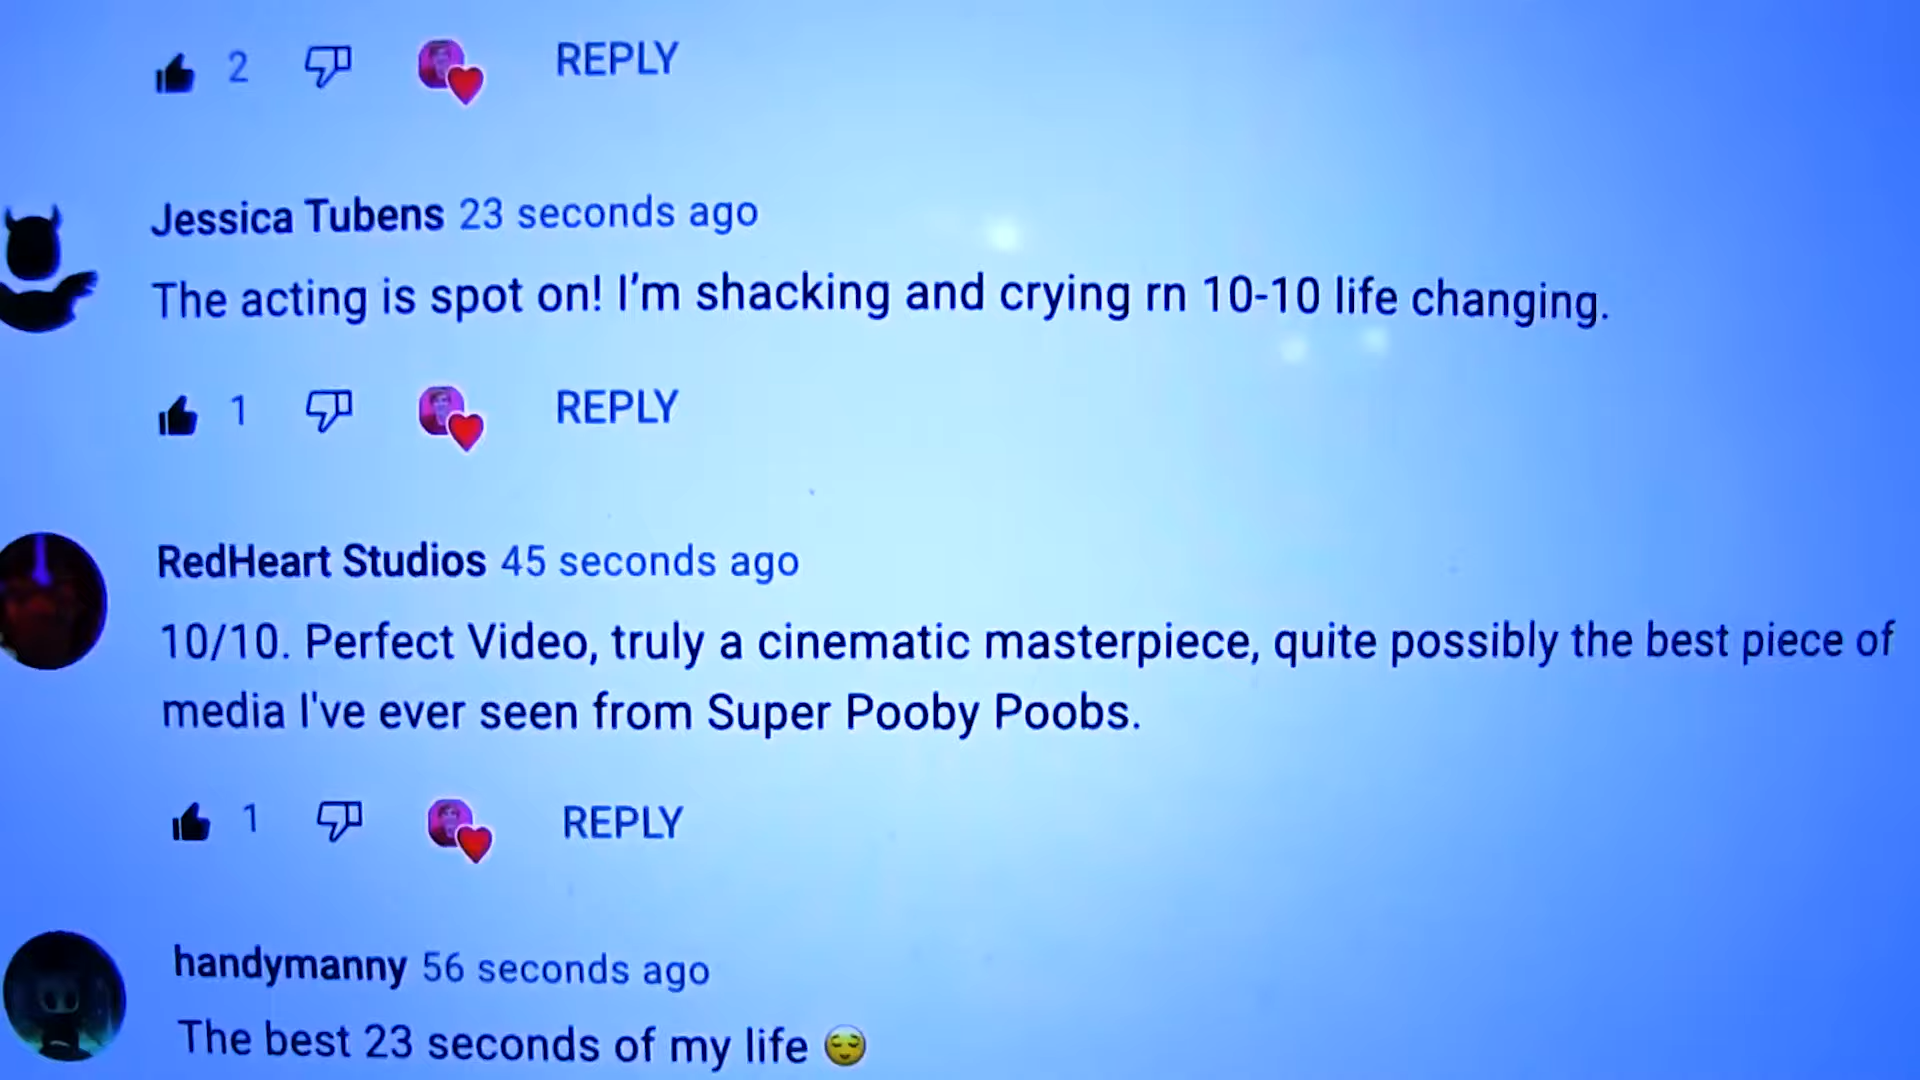 2 REPLY
Jessica Tubens 23 seconds ago
The acting is spot on! I'm shacking and crying rn 10-10 life changing.
1 REPLY
RedHeart Studios 45 seconds ago
10/10. Perfect Video, truly a cinematic masterpiece, quite possibly the best piece of
media I've ever seen from Super Pooby Poobs.
1 REPLY
handymanny 56 seconds ago
The best 23 seconds of my life 😌